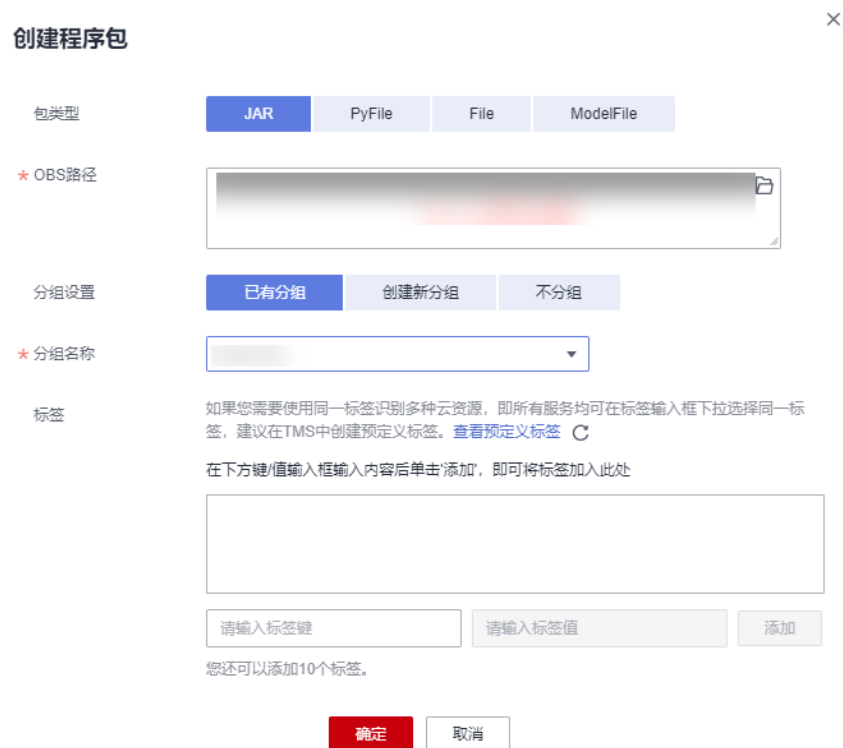 创建程序包
包类型 JAR PyFile File ModelFile
* OBS路径
分组设置 已有分组 创建新分组 不分组
* 分组名称
标签 如果您需要使用同一标签识别多种云资源，即所有服务均可在标签输入框下拉选择同一标
签，建议在TMS中创建预定义标签。查看预定义标签
在下方键/值输入框输入内容后单击'添加'，即可将标签加入此处
请输入标签键 请输入标签值 添加
您还可以添加10个标签。
确定 取消